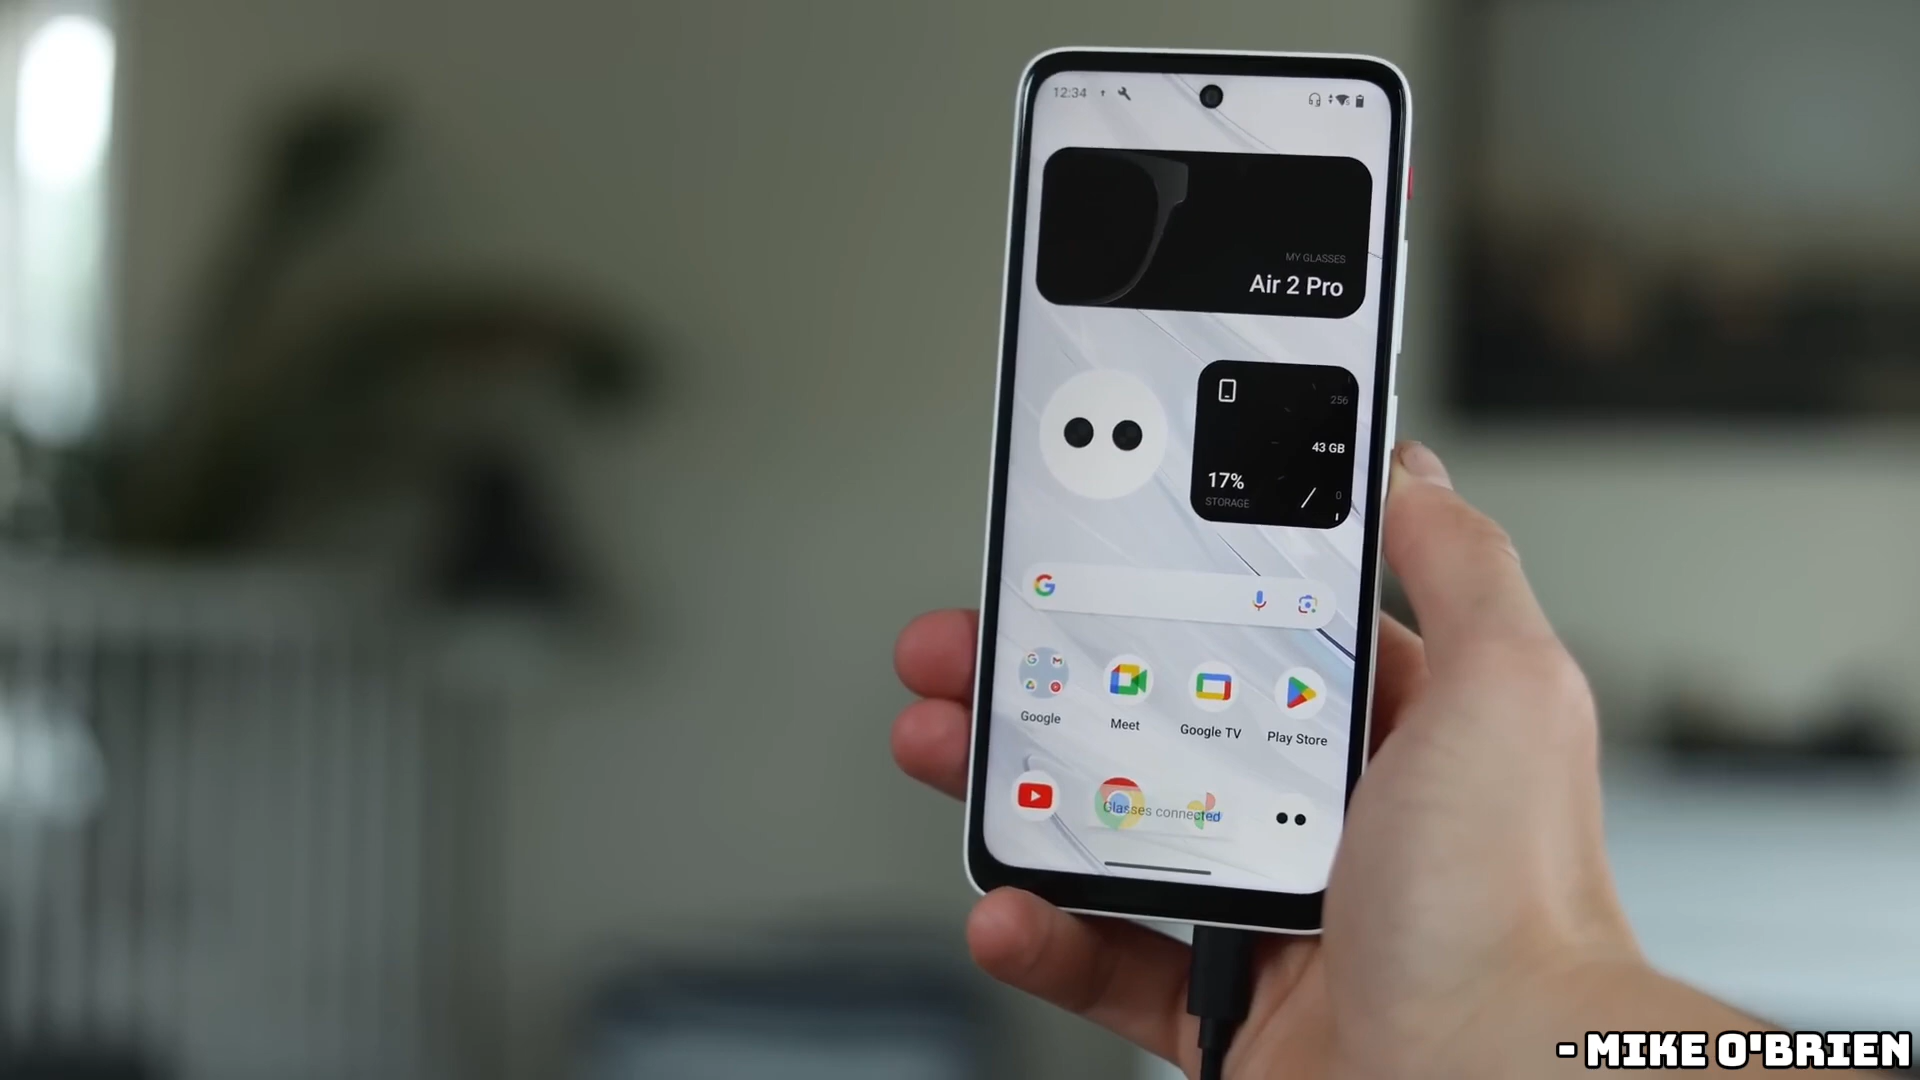 12:34
MY GLASSES
Air 2 Pro
256
43 GB
17%
STORAGE
0
G
Google
Meet
Google TV
Play Store
Glasses connected
- MIKE O'BRIEN